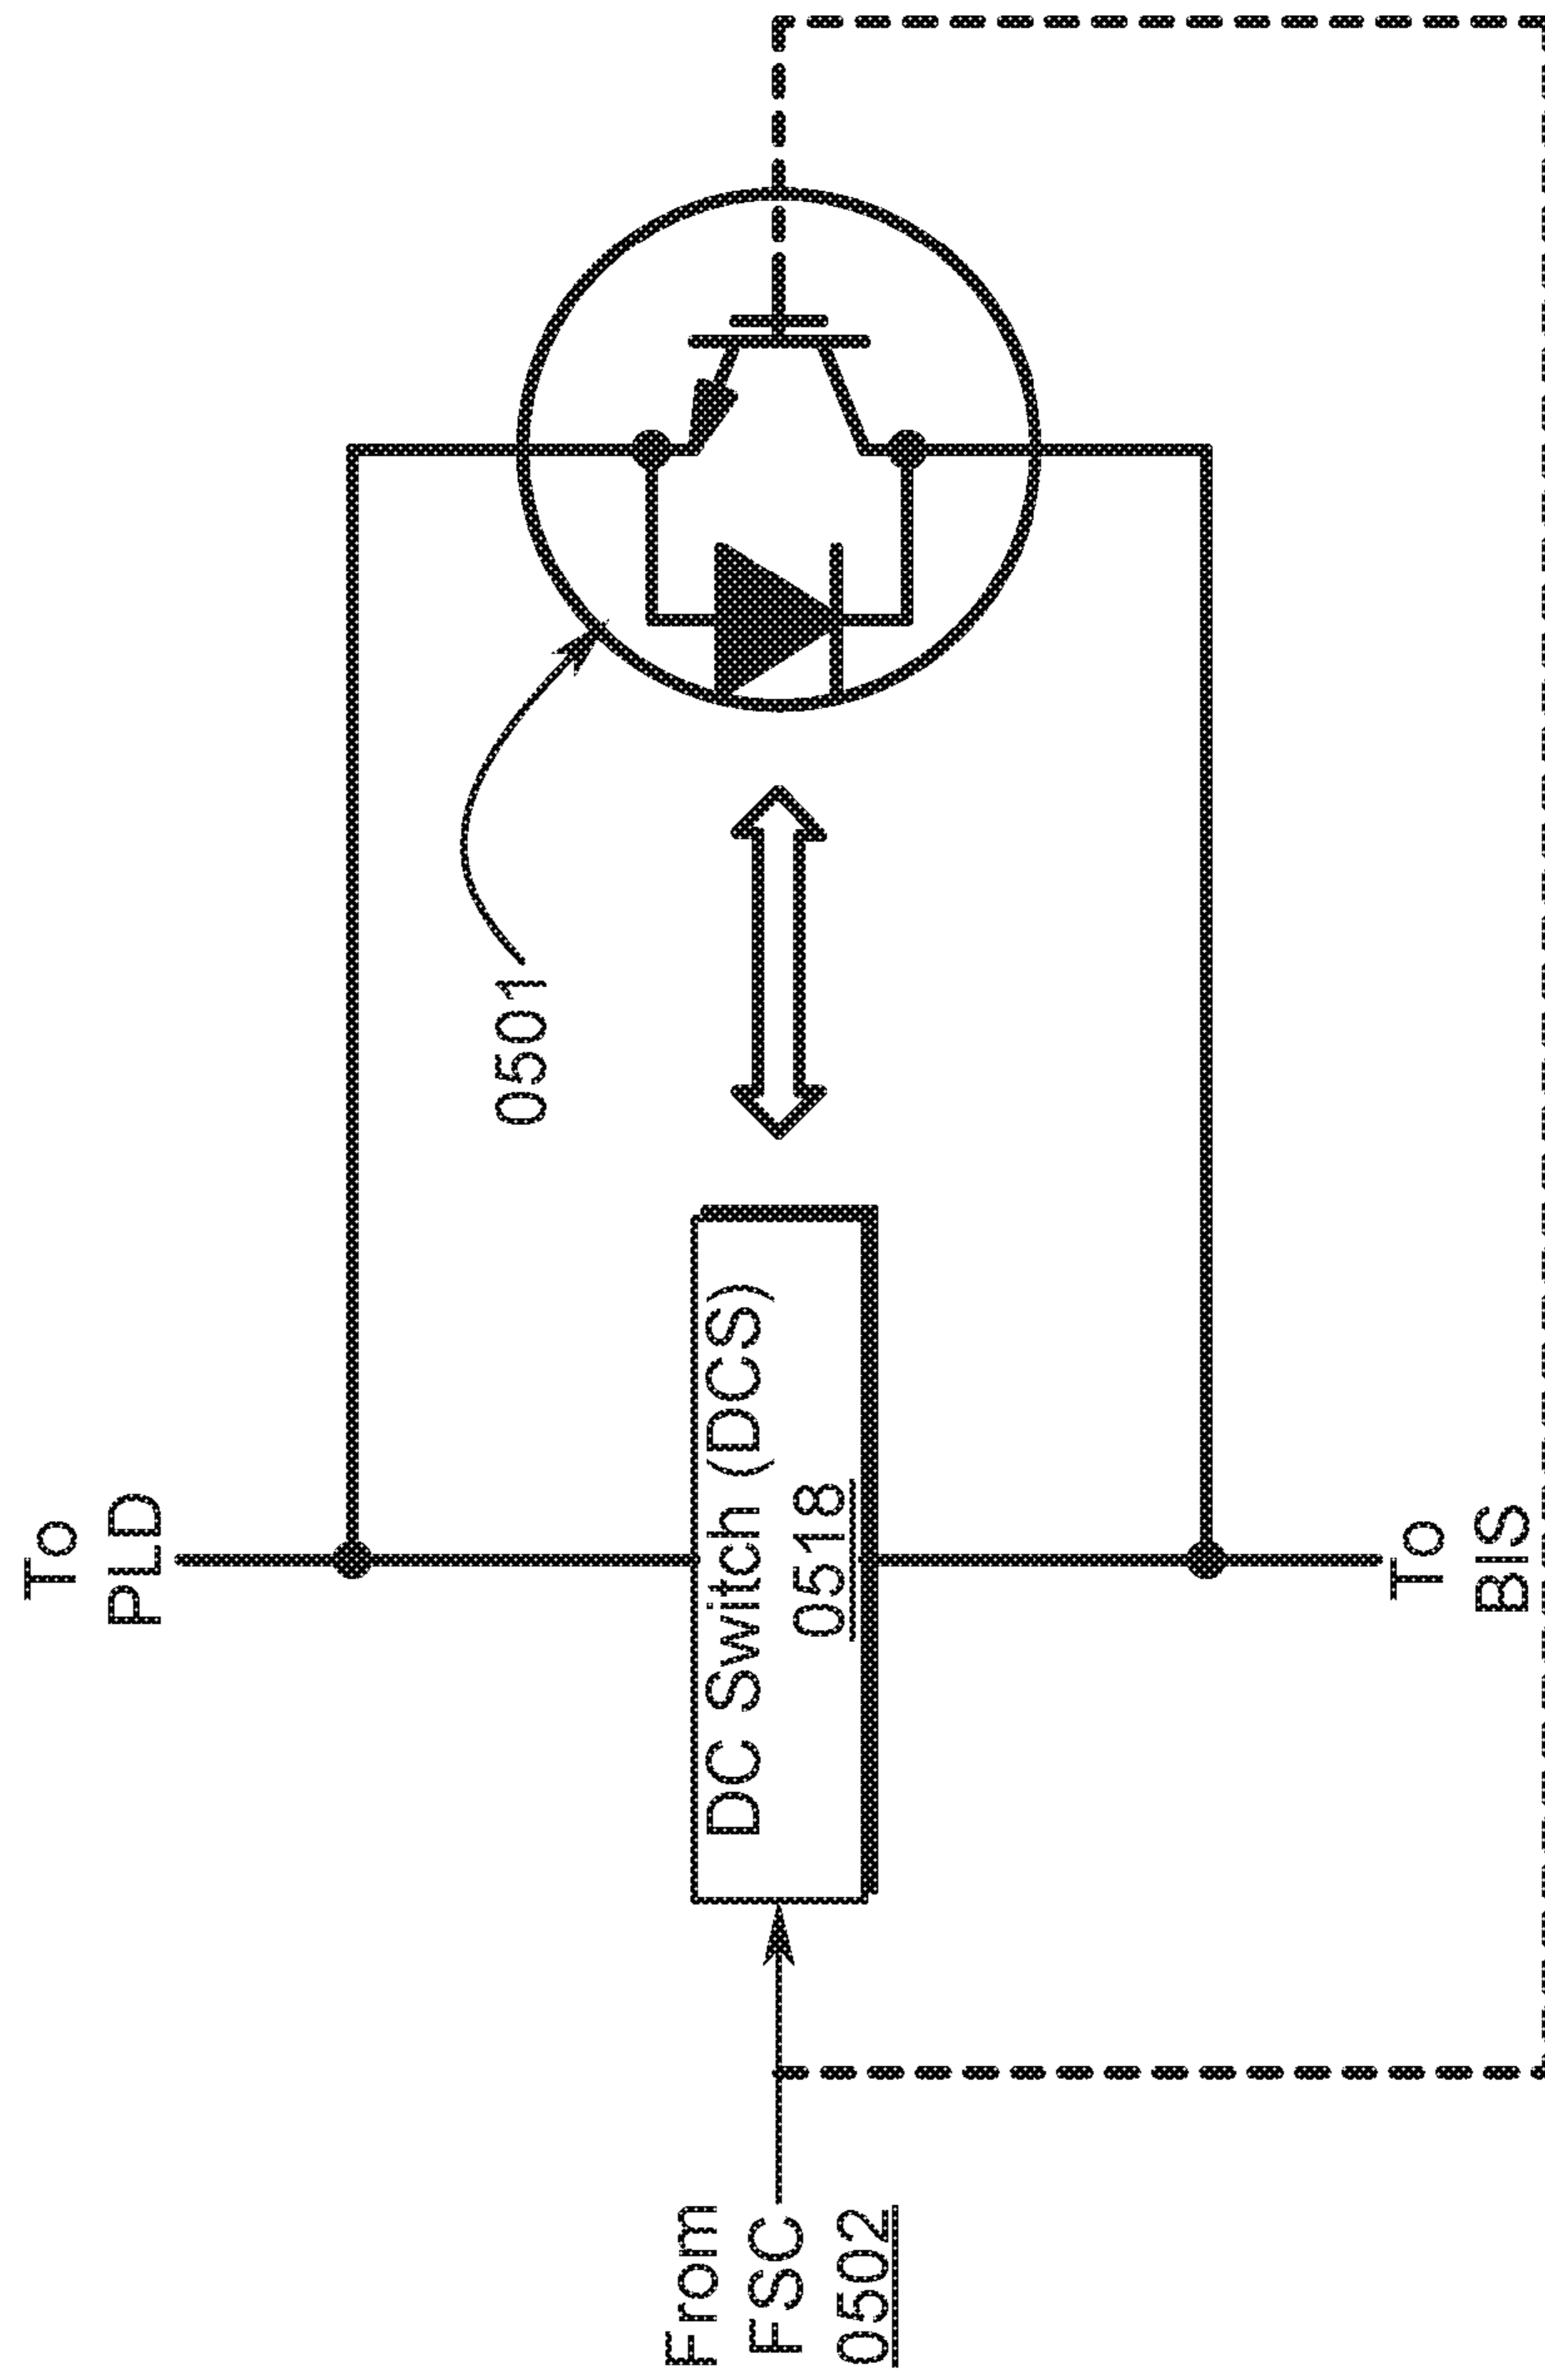 To
PLD
0501
DC Switch (DCS)
0518
From
FSC
0502
To
BIS